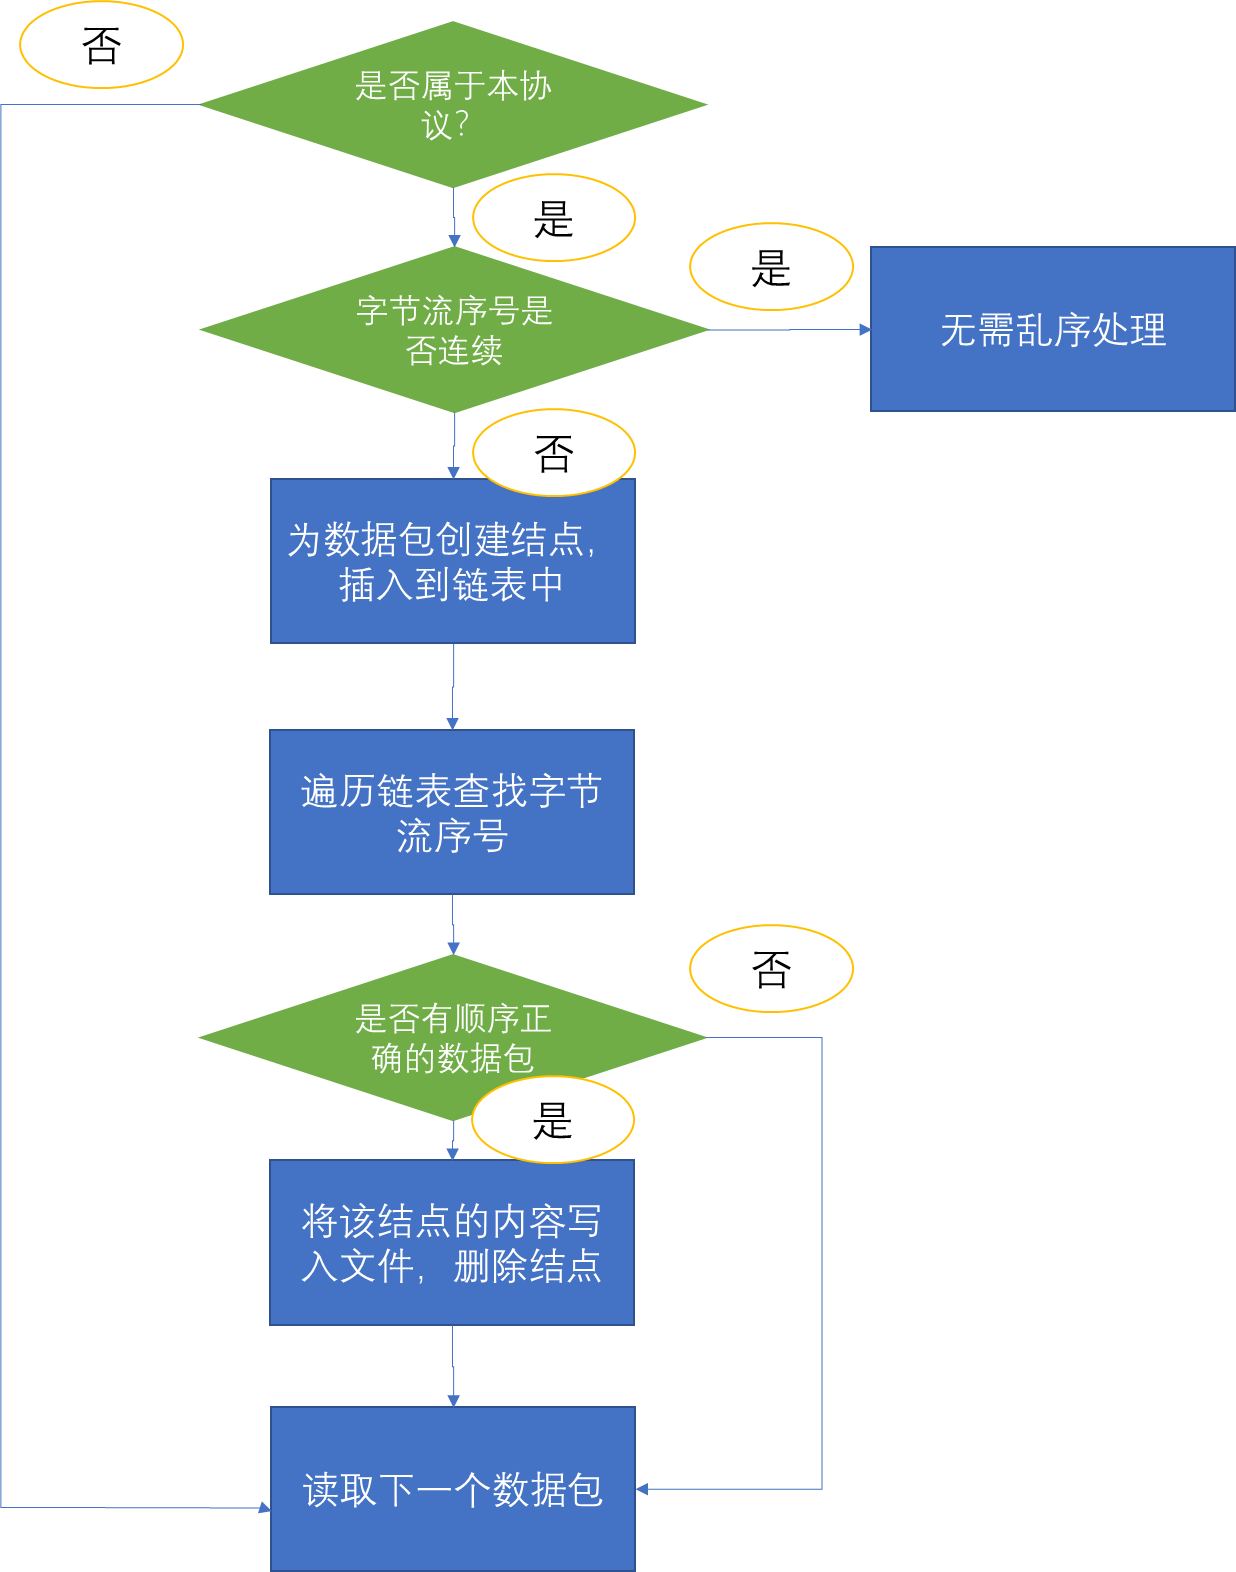 否
是否属于本协
议？
是
是
字节流序号是
否连续
无需乱序处理
否
为数据包创建结点，
插入到链表中
遍历链表查找字节
流序号
否
是否有顺序正
确的数据包
是
将该结点的内容写
入文件，删除结点
读取下一个数据包